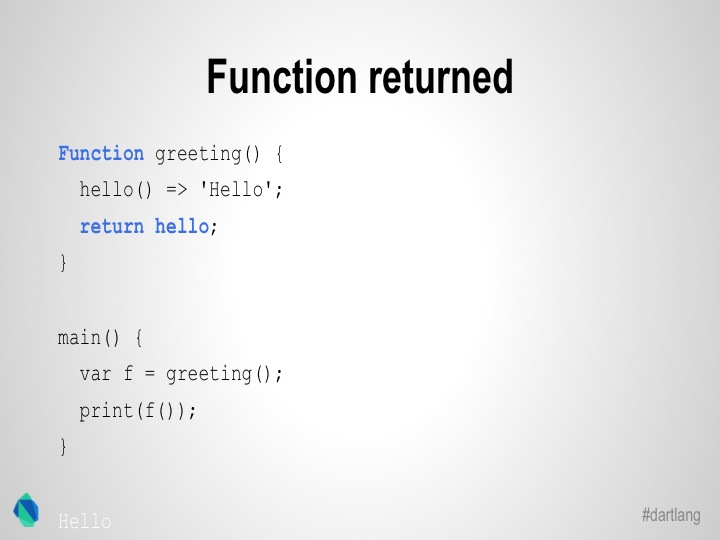 Function returned
Function greeting() {
  hello() => 'Hello';
  return hello;
}
main() {
  var f = greeting();
  print(f());
}
Hello
#dartlang